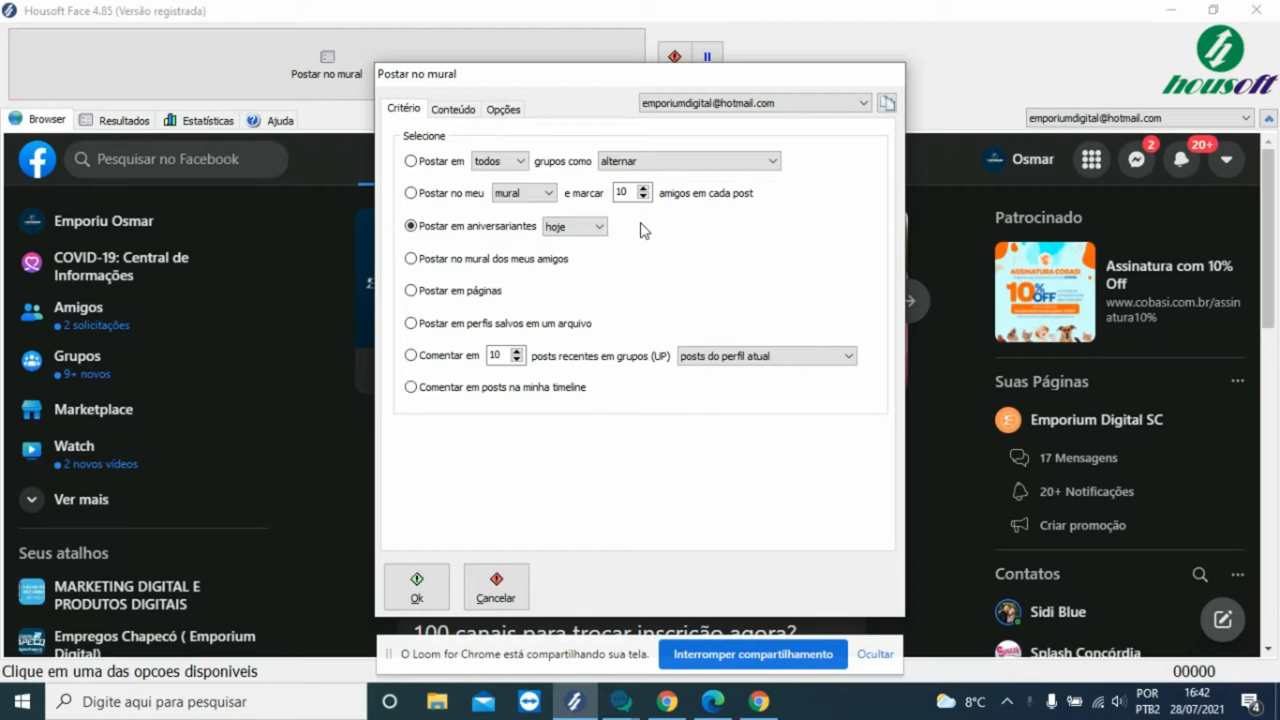 Housoft Face 4.85 (Versão registrada)
Postar no mural
housoft
Browser
Resultados
Estatísticas
Ajuda
emporiumdigital@hotmail.com
Postar no mural
Critério
Conteúdo
Opções
emporiumdigital@hotmail.com
Selecione
Postar em todos grupos como alternar
Postar no meu mural e marcar 10 amigos em cada post
Postar em aniversariantes hoje
Postar no mural dos meus amigos
Postar em páginas
Postar em perfis salvos em um arquivo
Comentar em 10 posts recentes em grupos (UP) posts do perfil atual
Comentar em posts na minha timeline
Ok
Cancelar
Pesquisar no Facebook
Emporiu Osmar
COVID-19: Central de
Informações
Amigos
2 solicitações
Grupos
9+ novos
Marketplace
Watch
2 novos vídeos
Ver mais
Seus atalhos
MARKETING DIGITAL E
PRODUTOS DIGITAIS
Empregos Chapecó ( Emporium
Digital)
Osmar
2
20+
Patrocinado
ASSINATURA COBASI
10% OFF
Assinatura com 10%
Off
www.cobasi.com.br/assin
atura10%
Suas Páginas
Emporium Digital SC
17 Mensagens
20+ Notificações
Criar promoção
Contatos
Sidi Blue
Splash Concórdia
100 canais para trocar inscrição agora?
O Loom for Chrome está compartilhando sua tela.
Interromper compartilhamento
Ocultar
Clique em uma das opcoes disponiveis
00000
Digite aqui para pesquisar
8°C
POR
PTB2
16:42
28/07/2021
4